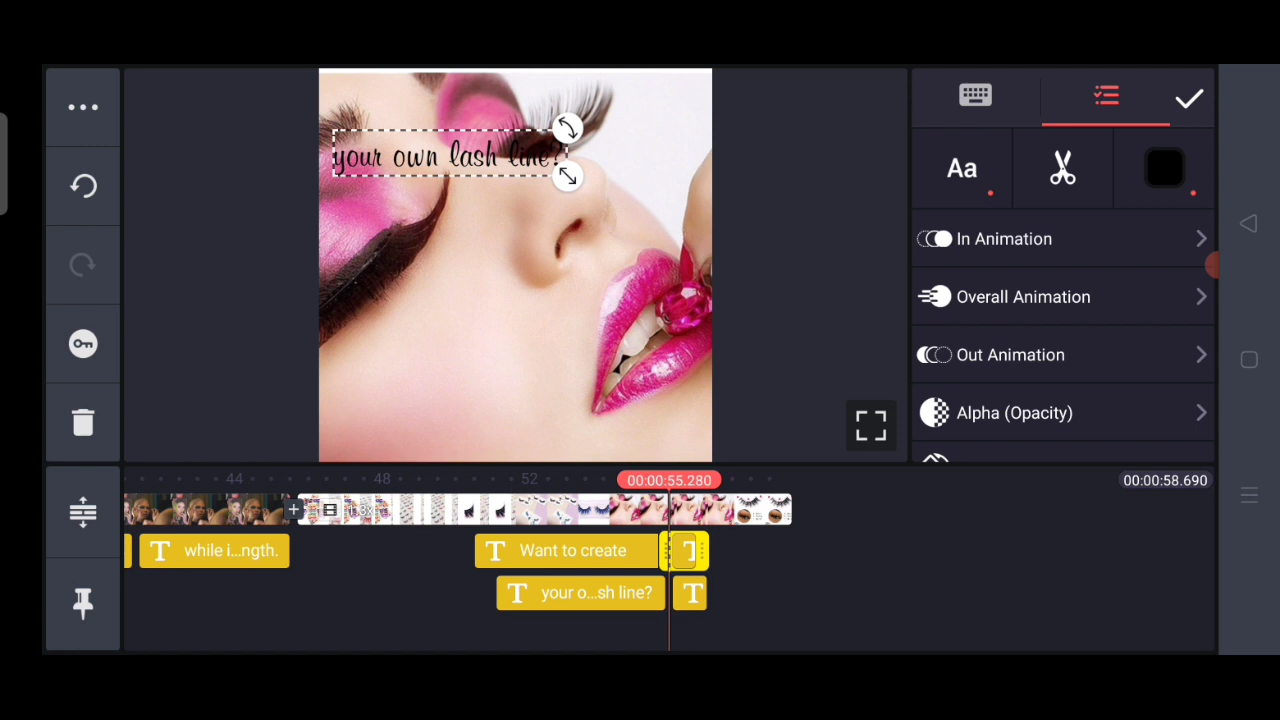 your own lash line?
Aa
In Animation
Overall Animation
Out Animation
Alpha (Opacity)
44
48
52
00:00:55.280
00:00:58.690
T while i...ngth.
T Want to create
T
T your o...sh line?
T